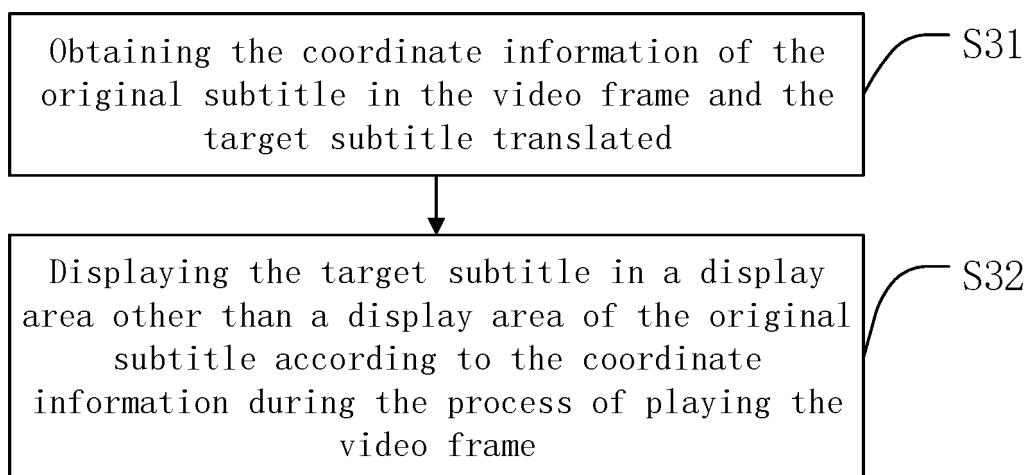 Obtaining the coordinate information of the
original subtitle in the video frame and the
target subtitle translated
S31
Displaying the target subtitle in a display
area other than a display area of the original
subtitle according to the coordinate
information during the process of playing the
video frame
S32